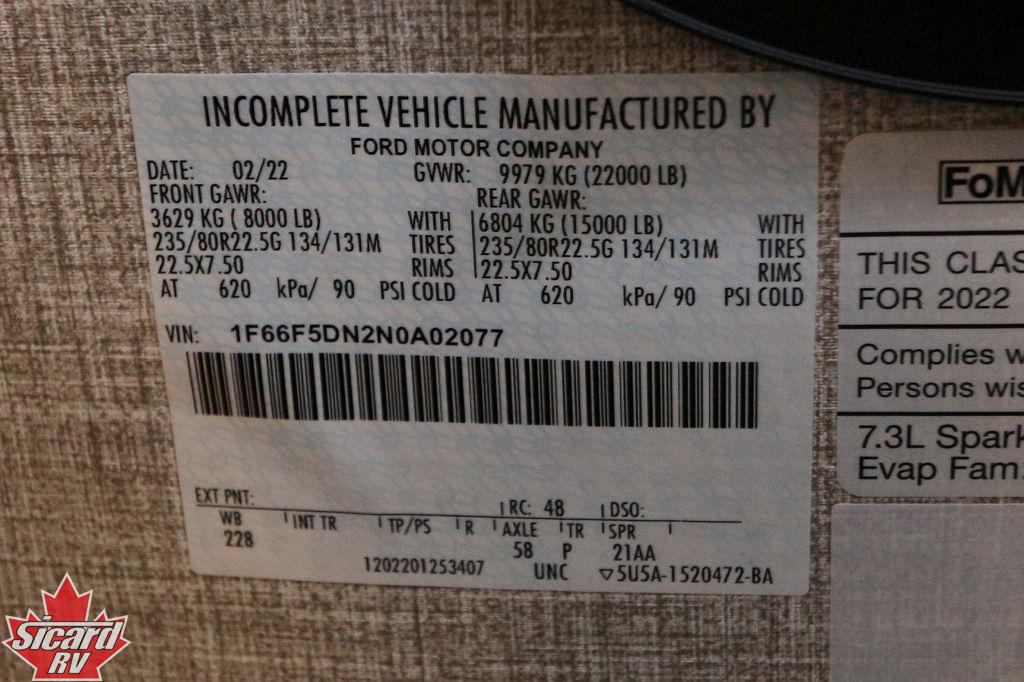 INCOMPLETE VEHICLE MANUFACTURED BY
FORD MOTOR COMPANY
DATE: 02/22 GVWR: 9979 KG (22000 LB)
FRONT GAWR: REAR GAWR:
3629 KG ( 8000 LB) WITH 6804 KG (15000 LB) WITH
235/80R22.5G 134/131M TIRES 235/80R22.5G 134/131M TIRES
22.5X7.50 RIMS 22.5X7.50 RIMS
AT 620 kPa/ 90 PSI COLD AT 620 kPa/ 90 PSI COLD
VIN: 1F66F5DN2N0A02077
EXT PNT: RC: 48 DSO:
WB INT TR TP/PS R AXLE TR SPR
228 58 P 21AA
1202201253407 UNC ▽5U5A-1520472-BA
FoM
THIS CLAS
FOR 2022
Complies w
Persons wis
7.3L Spark
Evap Fam.
Sicard
RV